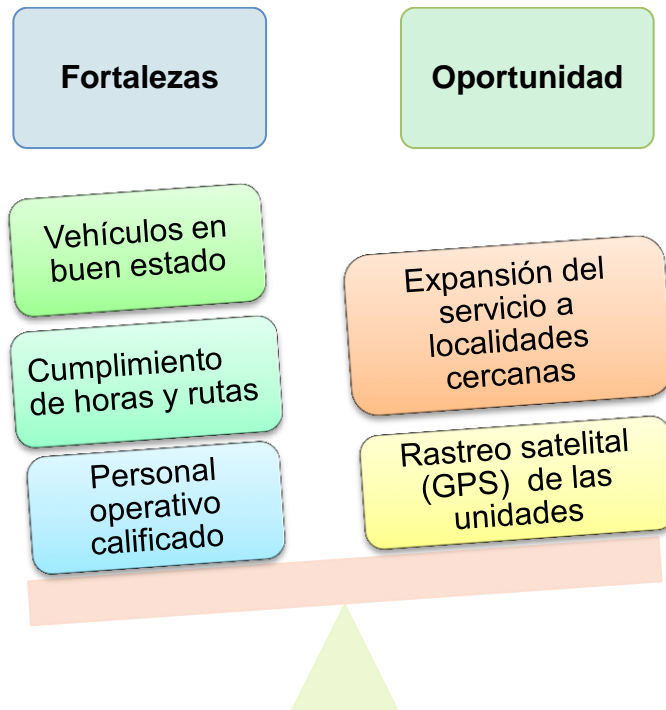 Fortalezas
Oportunidad
Vehículos en
buen estado
Cumplimiento
de horas y rutas
Personal
operativo
calificado
Expansión del
servicio a
localidades
cercanas
Rastreo satelital
(GPS) de las
unidades